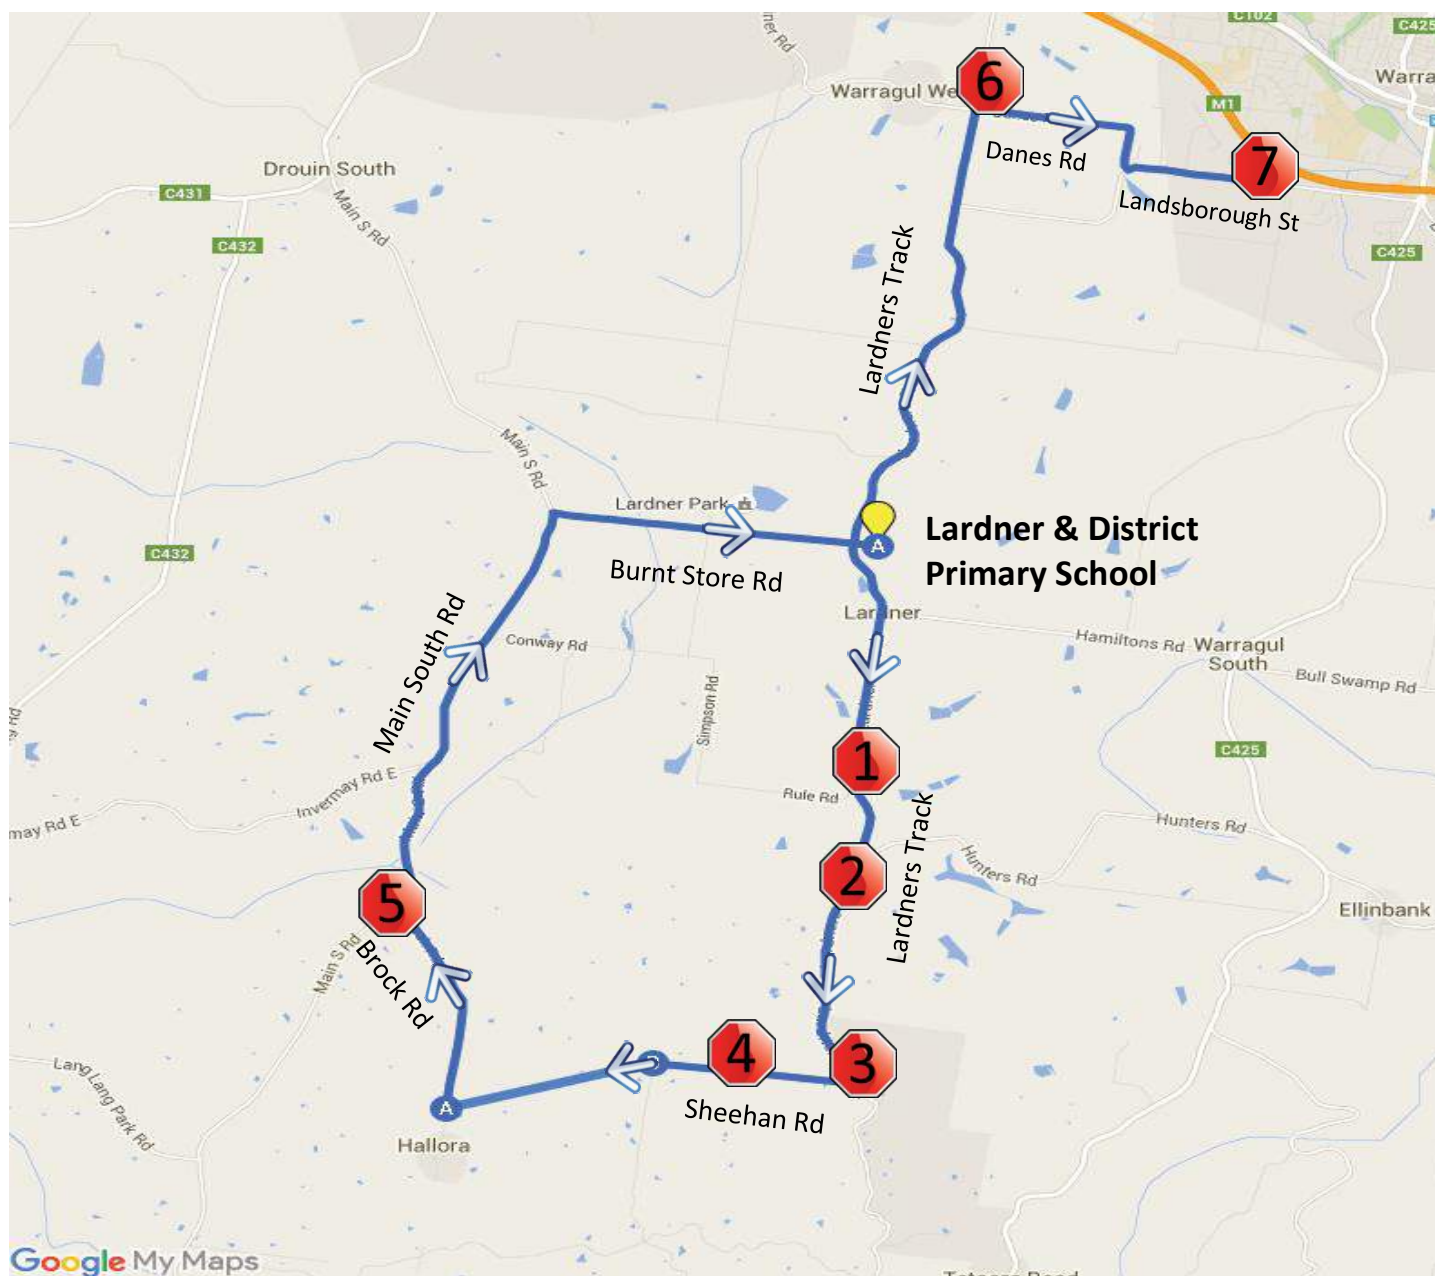 C102
C425
Warragul We
6
Warra
M1
Danes Rd
7
Drouin South
C431
Landsborough St
Main S Rd
C432
C425
Lardners Track
Main S Rd
Lardner Park
Lardner & District
Primary School
A
C432
Burnt Store Rd
Lardner
Main South Rd
Conway Rd
Hamiltons Rd
Warragul
South
Bull Swamp Rd
Simpson Rd
C425
1
Invermay Rd E
Rule Rd
may Rd E
Hunters Rd
2
Lardners Track
Hunters Rd
5
Ellinbank
Main S Rd
Brock Rd
4
3
Lang Lang Park Rd
A
Sheehan Rd
Hallora
Google My Maps